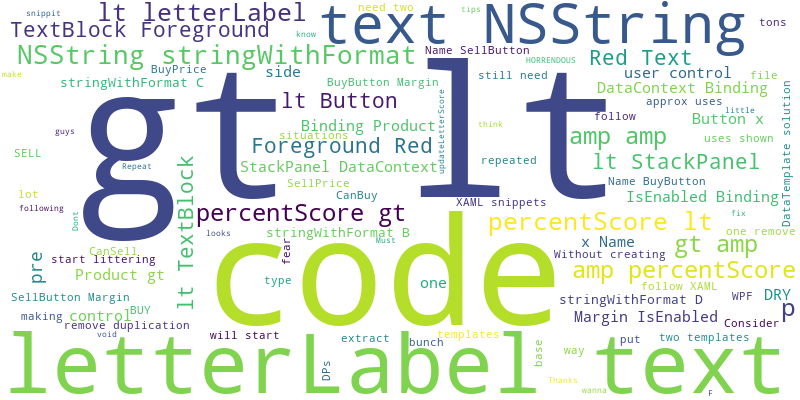 snippit
lt letterLabel
need two
tips
text NSString
TextBlock Foreground
know
tons
NSString stringWithFormat
Name SellButton
HORRENDOUS
Red Text
BuyPrice
side
still need
user control
file
make
stringWithFormat C
BuyButton Margin
DataContext Binding
gt lt
lt Button
updateLetterScore
approx uses
little
situations
Binding Product
follow
Button x
guys
think
amp amp
uses shown
Foreground Red
DataTemplate solution
SELL
Repeat
StackPanel DataContext
repeated
lt StackPanel
lt TextBlock
SellPrice
CanBuy
Name BuyButton
IsEnabled Binding
lot
XAML snippets
following
percentScore gt
code
percentScore lt
fix
Dont
looks
stringWithFormat B
Must
x Name
one remove
CanSell
fear
gt amp
pre
start littering
Without creating
Product gt
type
one
amp percentScore
follow XAML
SellButton Margin
stringWithFormat D
WPF
DRY
making
control
BUY
Margin IsEnabled
p
remove duplication
Consider
void
will start
templates
put
letterLabel text
extract
bunch
base
way
two templates
DPs
Thanks
wanna
F